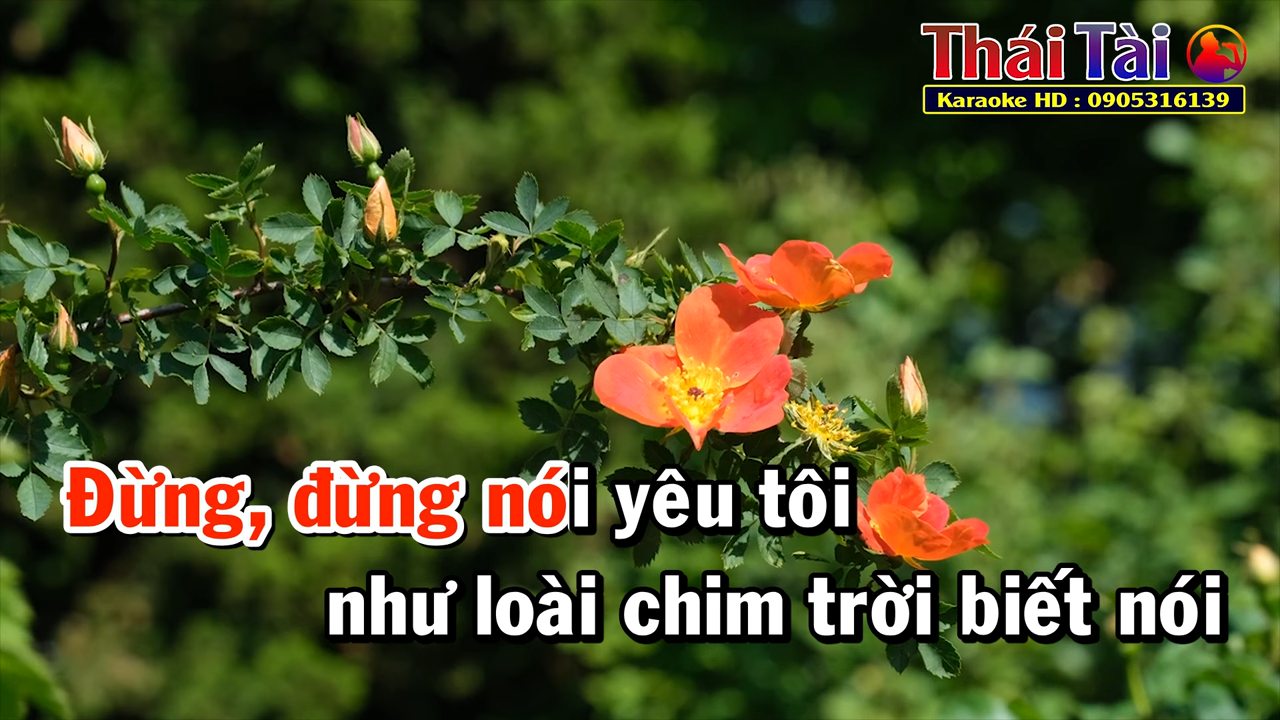 Thái Tài
Karaoke HD : 0905316139
Đừng, đừng nói yêu tôi
như loài chim trời biết nói